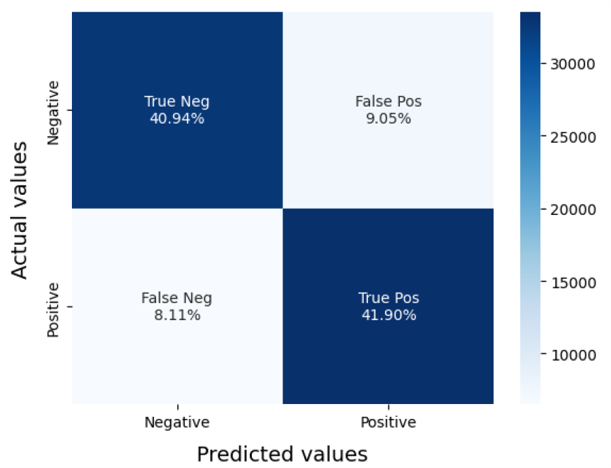 True Neg
40.94%
False Pos
9.05%
False Neg
8.11%
True Pos
41.90%
Negative
Positive
Actual values
Negative
Positive
Predicted values
30000
25000
20000
15000
10000